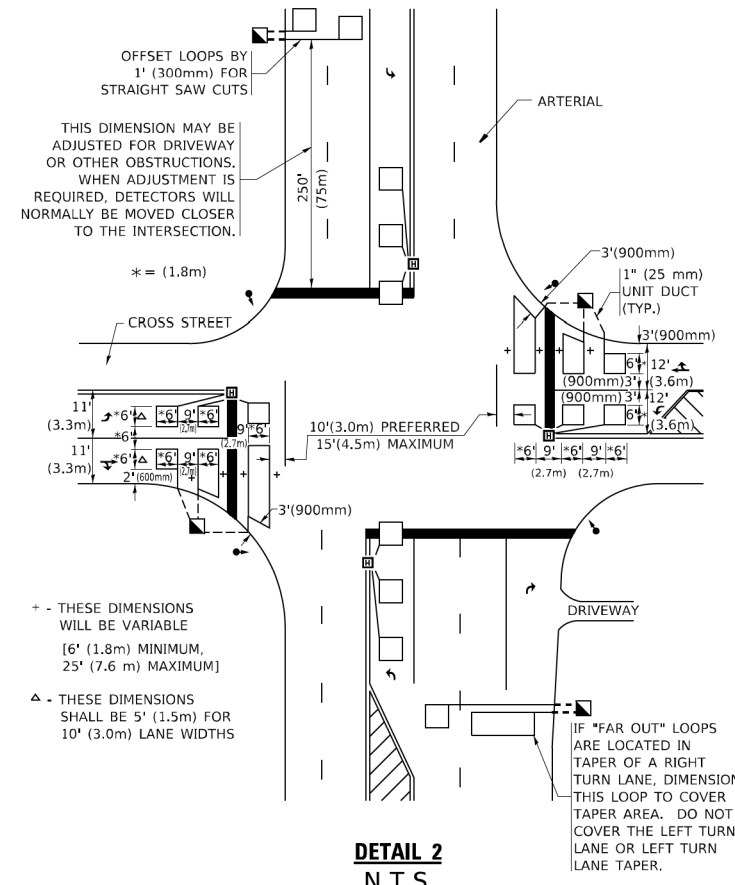 OFFSET LOOPS BY
1' (300mm) FOR
STRAIGHT SAW CUTS
ARTERIAL
THIS DIMENSION MAY BE
ADJUSTED FOR DRIVEWAY
OR OTHER OBSTRUCTIONS.
WHEN ADJUSTMENT IS
REQUIRED, DETECTORS WILL
NORMALLY BE MOVED CLOSER
TO THE INTERSECTION.
250'
(75m)
* = (1.8m)
H
3'(900mm)
1" (25 mm)
UNIT DUCT
(TYP.)
CROSS STREET
3'(900mm)
+ + +
6' * 12'
(3.6m)
(900mm)3'
(900mm) 3' 12'
6'* (3.6m)
H
*6' 9' *6' 9' *6'
(2.7m) (2.7m)
H
11'
(3.3m)
*6' △ *6' 9' *6'
(2.7m)
*6'
9' *6'
(2.7m)
11'
(3.3m)
*6' △ *6' 9' *6'
(2.7m)
2' (600mm)
+ + +
10'(3.0m) PREFERRED
15'(4.5m) MAXIMUM
3'(900mm)
H
DRIVEWAY
+ - THESE DIMENSIONS
WILL BE VARIABLE
[6' (1.8m) MINIMUM,
25' (7.6 m) MAXIMUM]
△ - THESE DIMENSIONS
SHALL BE 5' (1.5m) FOR
10' (3.0m) LANE WIDTHS
IF "FAR OUT" LOOPS
ARE LOCATED IN
TAPER OF A RIGHT
TURN LANE, DIMENSION
THIS LOOP TO COVER
TAPER AREA. DO NOT
COVER THE LEFT TURN
LANE OR LEFT TURN
LANE TAPER.
DETAIL 2
N.T.S.